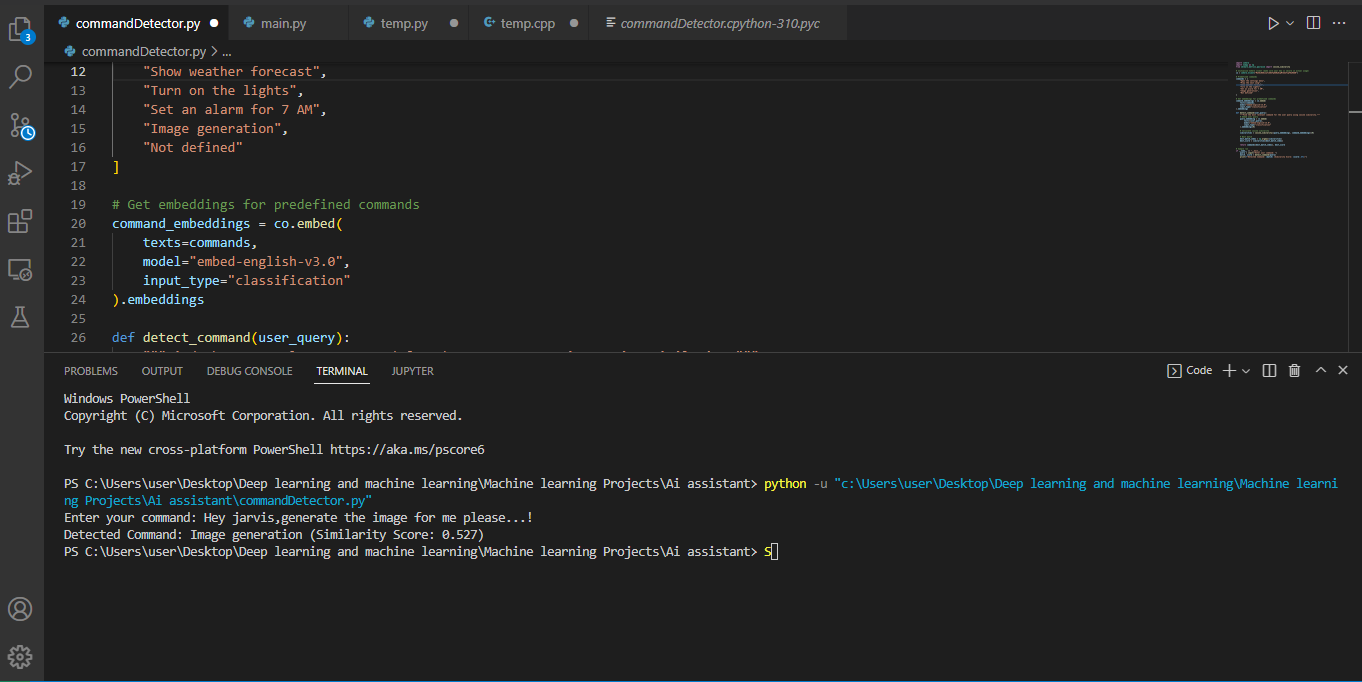 commandDetector.py main.py temp.py temp.cpp commandDetector.cpython-310.pyc
3
commandDetector.py > ...
12 "Show weather forecast",
13 "Turn on the lights",
14 "Set an alarm for 7 AM",
15 "Image generation",
16 "Not defined"
17 ]
18
19 # Get embeddings for predefined commands
20 command_embeddings = co.embed(
21 texts=commands,
22 model="embed-english-v3.0",
23 input_type="classification"
24 ).embeddings
25
26 def detect_command(user_query):
PROBLEMS OUTPUT DEBUG CONSOLE TERMINAL JUPYTER Code
Windows PowerShell
Copyright (C) Microsoft Corporation. All rights reserved.
Try the new cross-platform PowerShell https://aka.ms/pscore6
PS C:\Users\user\Desktop\Deep learning and machine learning\Machine learning Projects\Ai assistant> python -u "c:\Users\user\Desktop\Deep learning and machine learning\Machine learni
ng Projects\Ai assistant\commandDetector.py"
Enter your command: Hey jarvis,generate the image for me please...!
Detected Command: Image generation (Similarity Score: 0.527)
PS C:\Users\user\Desktop\Deep learning and machine learning\Machine learning Projects\Ai assistant> S